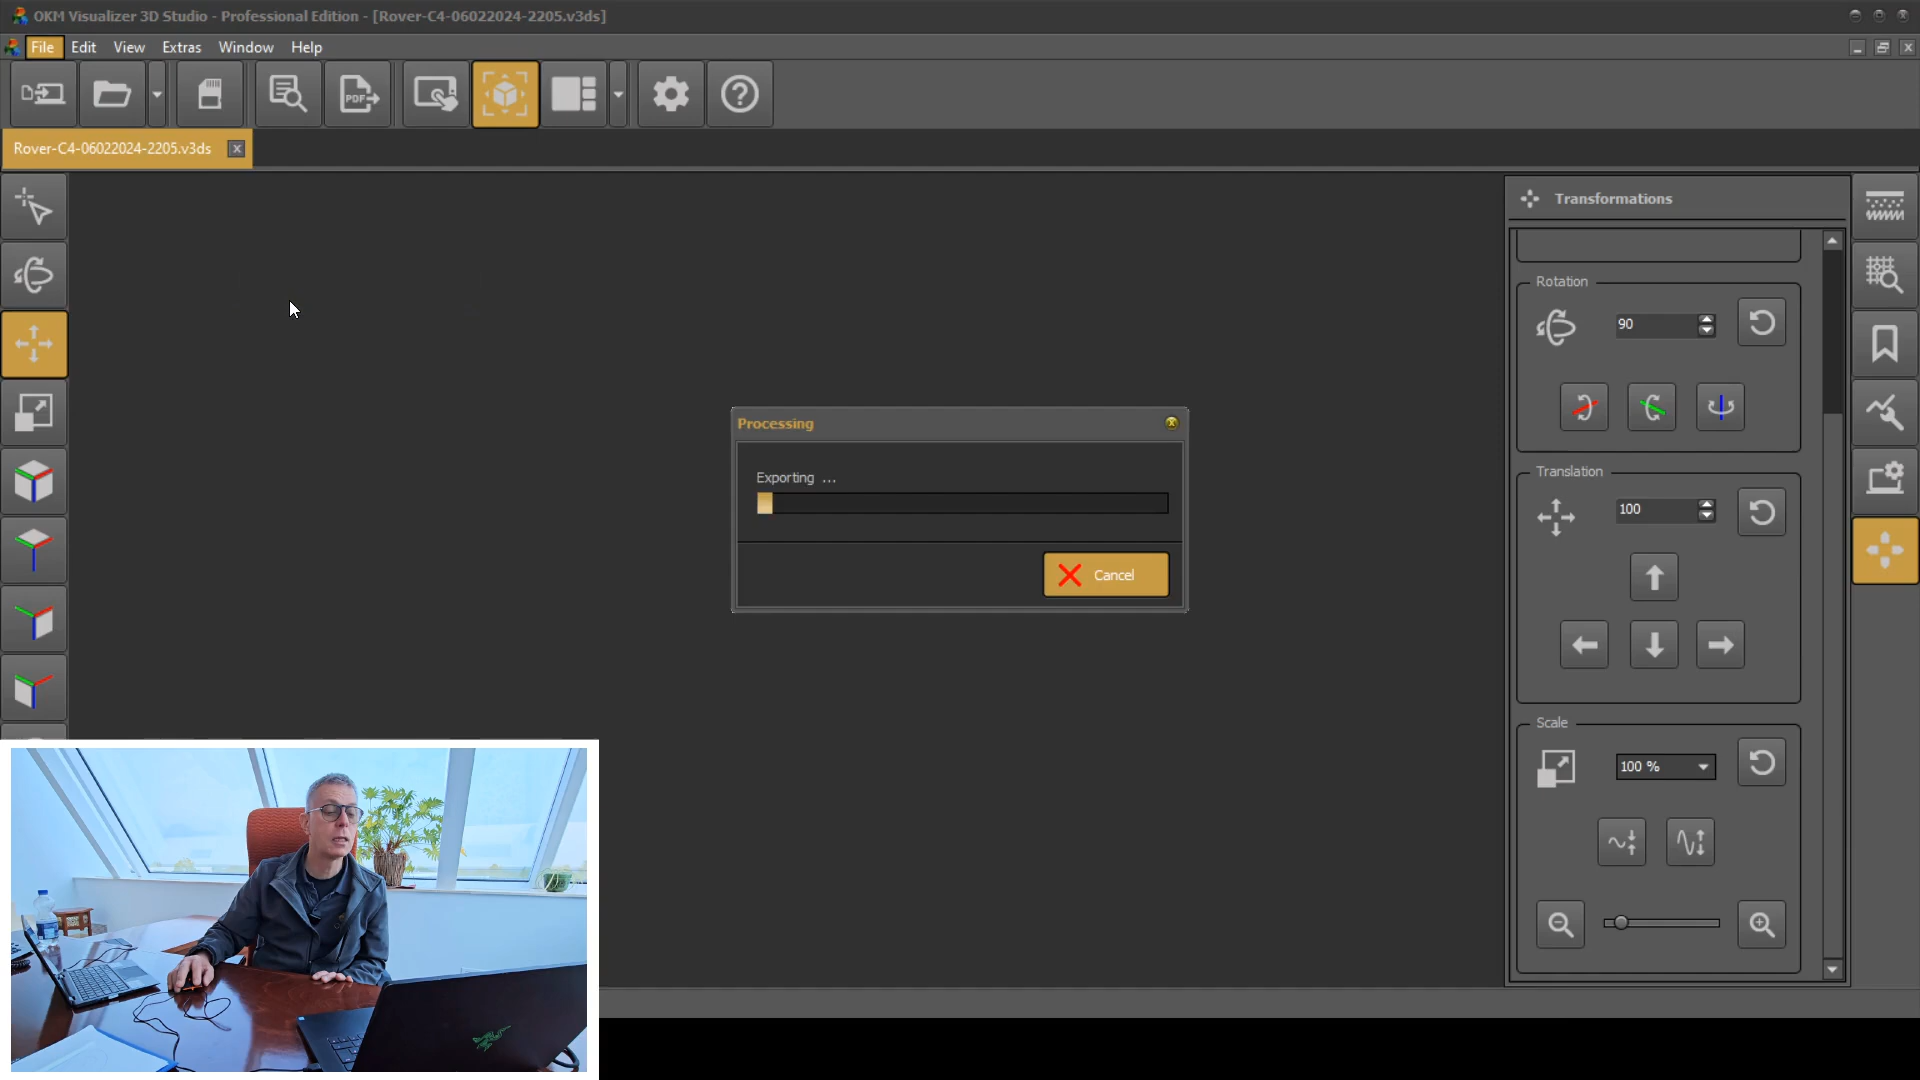 OKM Visualizer 3D Studio - Professional Edition - [Rover-C4-06022024-2205.v3ds]
File Edit View Extras Window Help
PDF
Rover-C4-06022024-2205.v3ds
Transformations
Rotation
90
Translation
100
Scale
100 %
Processing
Exporting ...
Cancel